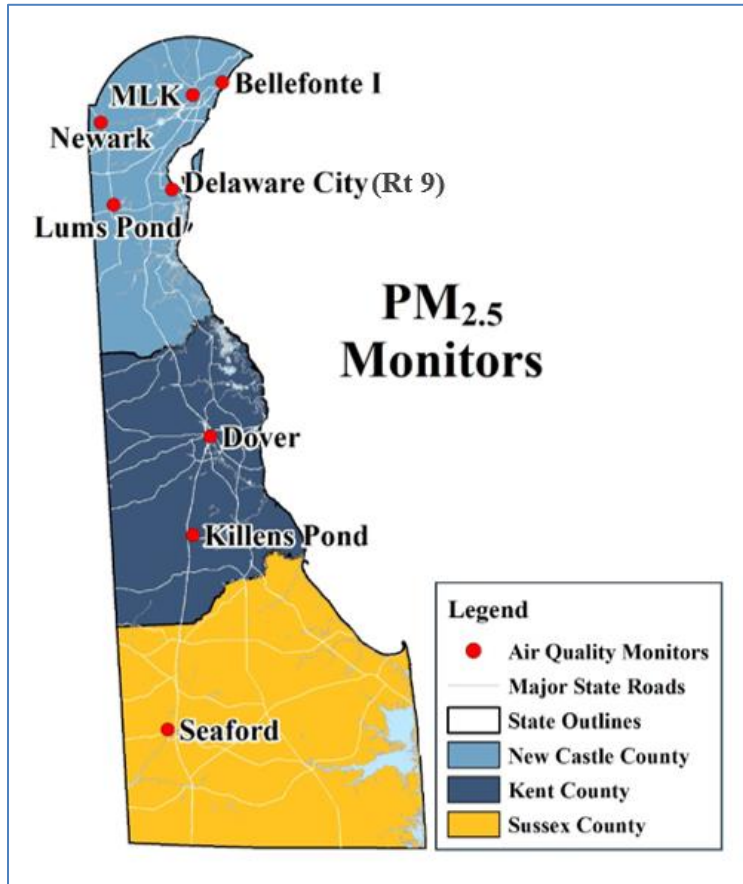 MLK
Bellefonte I
Newark
Delaware City (Rt 9)
Lums Pond
PM2.5
Monitors
Dover
Killens Pond
Seaford
Legend
Air Quality Monitors
Major State Roads
State Outlines
New Castle County
Kent County
Sussex County